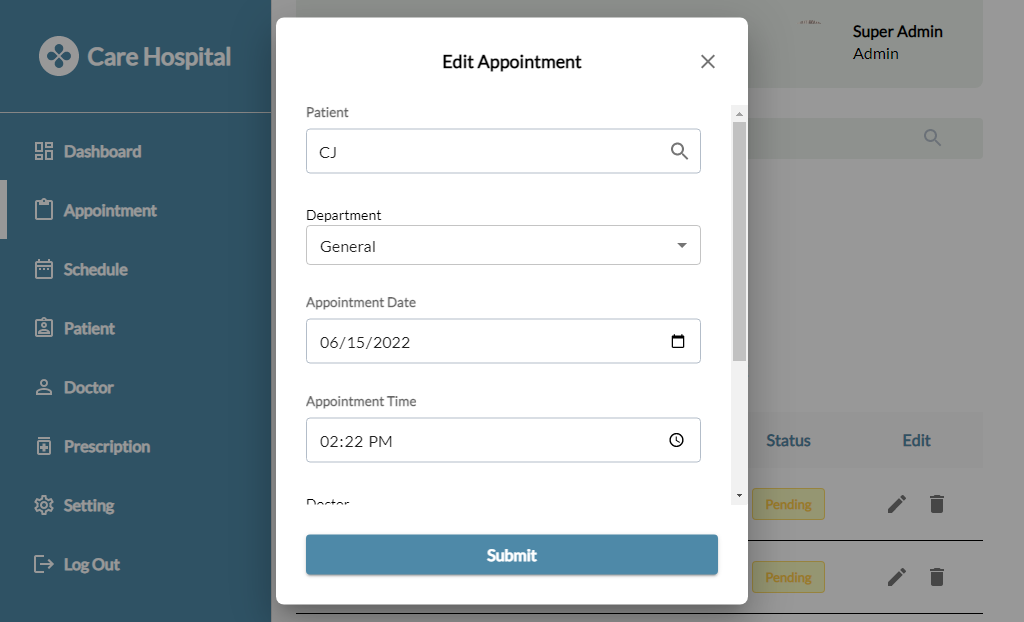 Care Hospital
Dashboard
Appointment
Schedule
Patient
Doctor
Prescription
Setting
Log Out
Super Admin
Admin
Edit Appointment
Patient
CJ
Department
General
Appointment Date
06/15/2022
Appointment Time
02:22 PM
Doctor
Submit
Status Edit
Pending
Pending